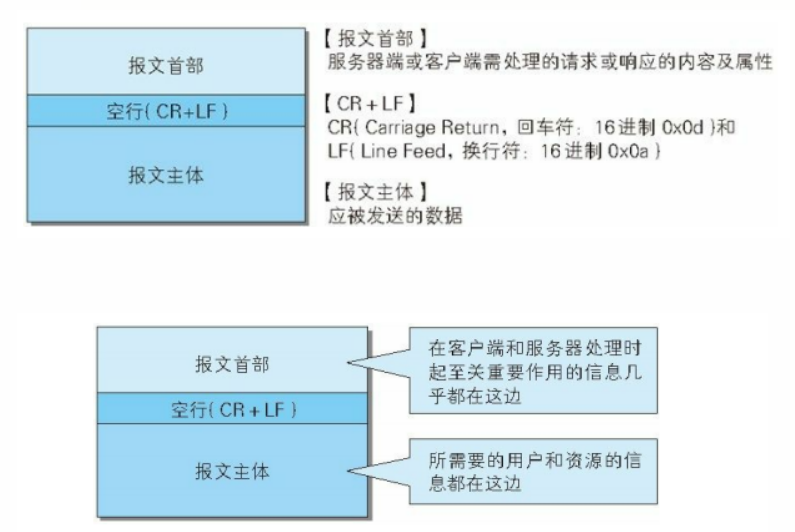 报文首部
空行( CR+LF )
报文主体
【 报文首部 】
服务器端或客户端需处理的请求或响应的内容及属性
【 CR + LF 】
CR( Carriage Return，回车符：16进制 0x0d )和
LF( Line Feed，换行符：16进制 0x0a )
【 报文主体 】
应被发送的数据
报文首部
空行( CR + LF )
报文主体
在客户端和服务器处理时
起至关重要作用的信息几
乎都在这边
所需要的用户和资源的信
息都在这边